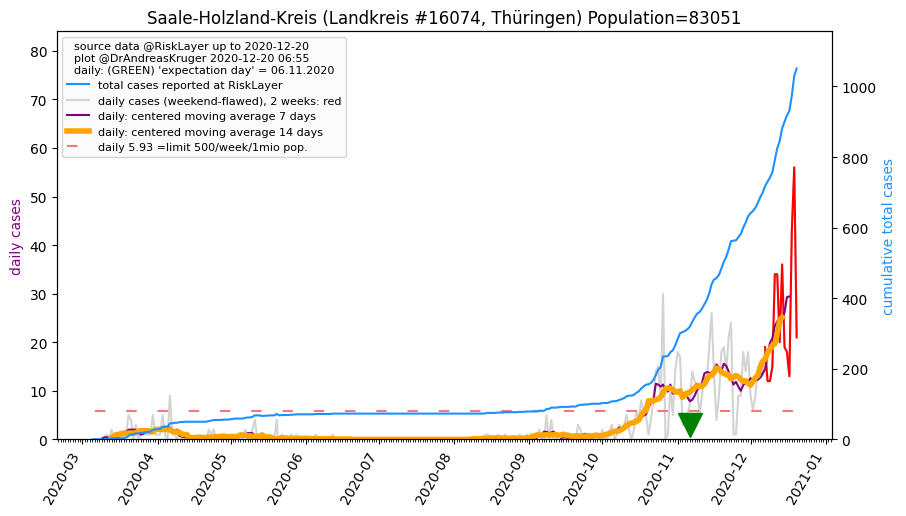 Saale-Holzland-Kreis (Landkreis #16074, Thüringen) Population=83051
source data @RiskLayer up to 2020-12-20
plot @DrAndreasKruger 2020-12-20 06:55
daily: (GREEN) 'expectation day' = 06.11.2020
total cases reported at RiskLayer
daily cases (weekend-flawed), 2 weeks: red
daily: centered moving average 7 days
daily: centered moving average 14 days
daily 5.93 =limit 500/week/1mio pop.
daily cases
80
70
60
50
40
30
20
10
0
1000
800
600
400
200
0
cumulative total cases
2020-03
2020-04
2020-05
2020-06
2020-07
2020-08
2020-09
2020-10
2020-11
2020-12
2021-01